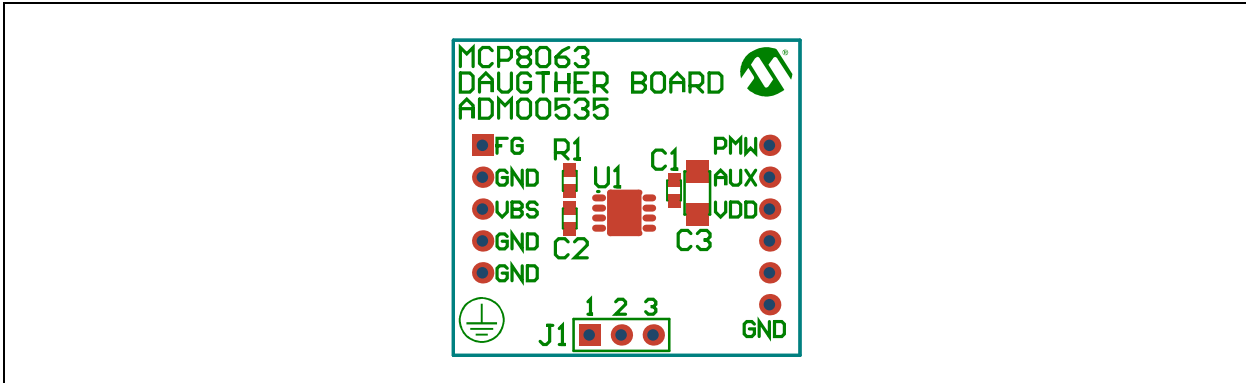 MCP8063
DAUGTHER BOARD
ADM00535
®
FG
R1
C1
PMW
GND
U1
AUX
VBS
VDD
GND
C2
C3
GND
1 2 3
J1
GND